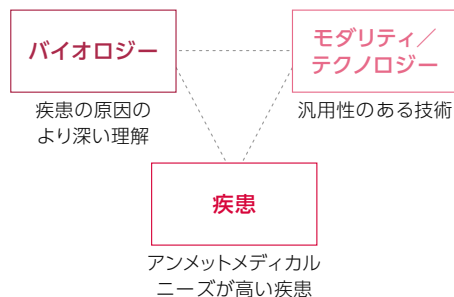 バイオロジー
モダリティ／
テクノロジー
疾患の原因の
より深い理解
汎用性のある技術
疾患
アンメットメディカル
ニーズが高い疾患